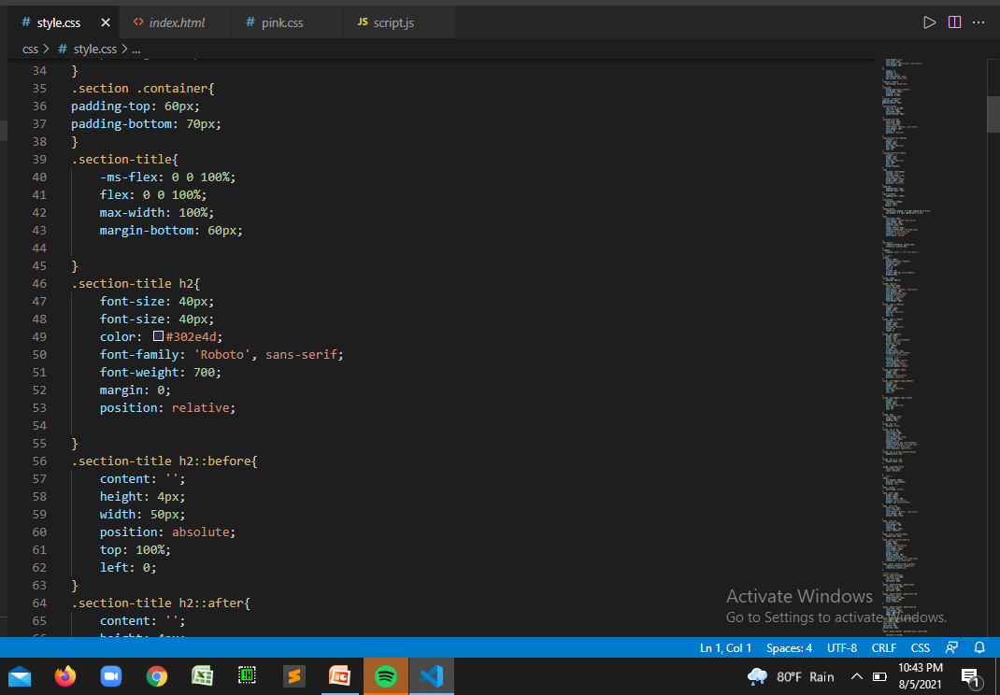 # style.css × <> index.html # pink.css JS script.js ···
css > # style.css > ...
34 }
35 .section .container{
36 padding-top: 60px;
37 padding-bottom: 70px;
38 }
39 .section-title{
40     -ms-flex: 0 0 100%;
41     flex: 0 0 100%;
42     max-width: 100%;
43     margin-bottom: 60px;
44
45 }
46 .section-title h2{
47     font-size: 40px;
48     font-size: 40px;
49     color: #302e4d;
50     font-family: 'Roboto', sans-serif;
51     font-weight: 700;
52     margin: 0;
53     position: relative;
54
55 }
56 .section-title h2::before{
57     content: '';
58     height: 4px;
59     width: 50px;
60     position: absolute;
61     top: 100%;
62     left: 0;
63 }
64 .section-title h2::after{
65     content: '';
Activate Windows
Go to Settings to activate Windows.
Ln 1, Col 1 Spaces: 4 UTF-8 CRLF CSS
80°F Rain 10:43 PM
8/5/2021 1